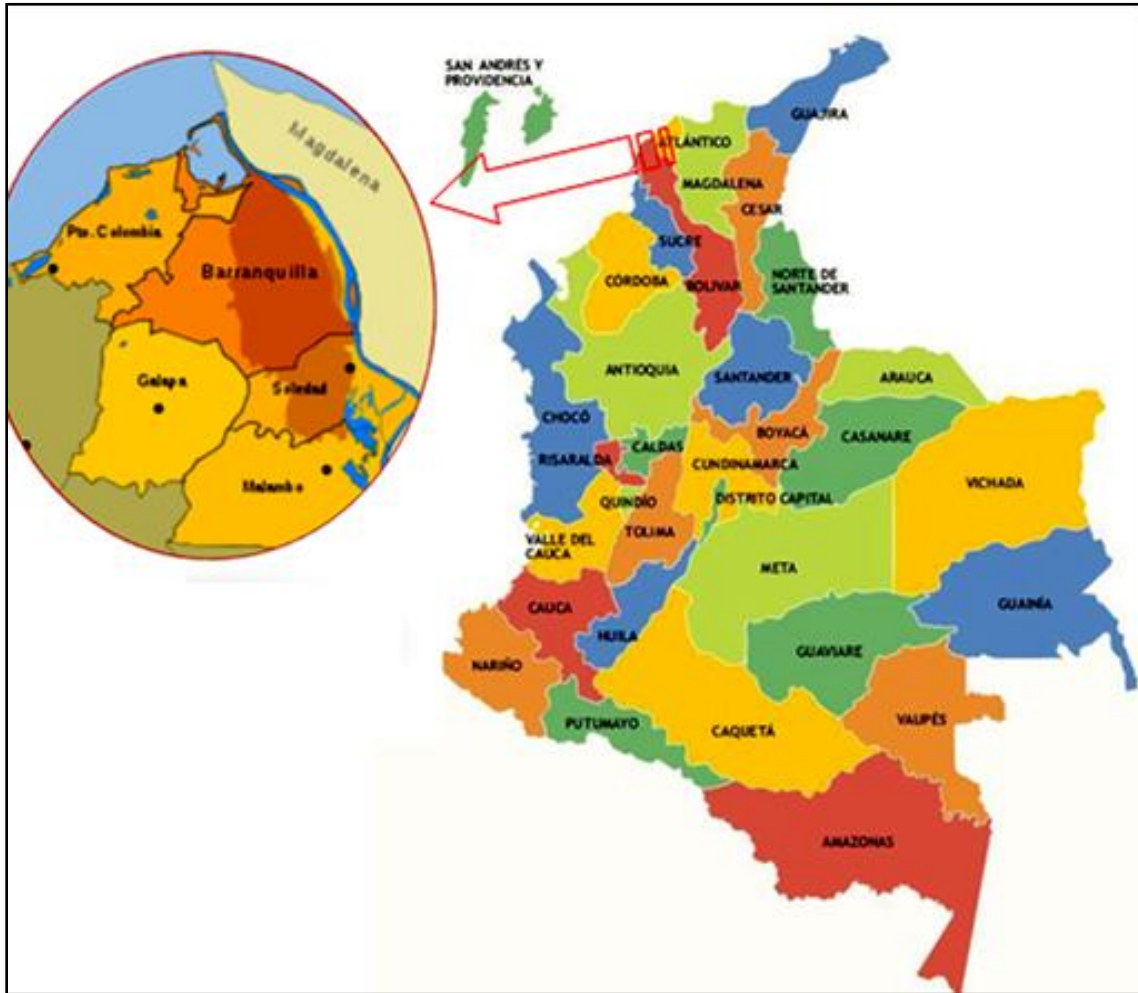 SAN ANDRÉS Y
PROVIDENCIA
GUAJIRA
ATLÁNTICO
MAGDALENA
CESAR
SUCRE
CÓRDOBA
BOLIVAR
NORTE DE
SANTANDER
ANTIOQUIA
SANTANDER
ARAUCA
CHOCÓ
BOYACÁ
CASANARE
RISARALDA
CALDAS
CUNDINAMARCA
VICHADA
QUINDÍO
DISTRITO CAPITAL
TOLIMA
VALLE DEL
CAUCA
META
CAUCA
GUAINÍA
HUILA
GUAVIARE
NARIÑO
PUTUMAYO
CAQUETÁ
VAUPÉS
AMAZONAS
Magdalena
Pto. Colombia
Barranquilla
Galapa
Soledad
Malambo